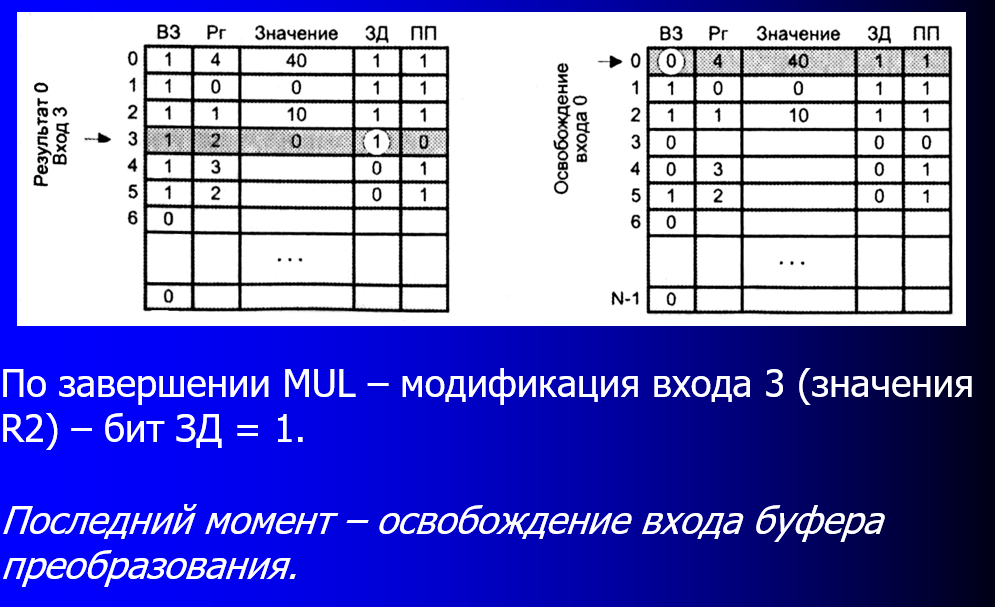 ВЗ Рг Значение ЗД ПП
0 1 4 40 1 1
1 1 0 0 1 1
2 1 1 10 1 1
3 1 2 0 1 0
4 1 3 0 1
5 1 2 0 1
6 0
...
0
Результат 0
Вход 3
ВЗ Рг Значение ЗД ПП
0 0 4 40 1 1
1 1 0 0 1 1
2 1 1 10 1 1
3 0 0 0
4 0 3 0 1
5 1 2 0 1
6 0
...
N-1 0
Освобождение
входа 0
По завершении MUL – модификация входа 3 (значения
R2) – бит ЗД = 1.
Последний момент – освобождение входа буфера
преобразования.